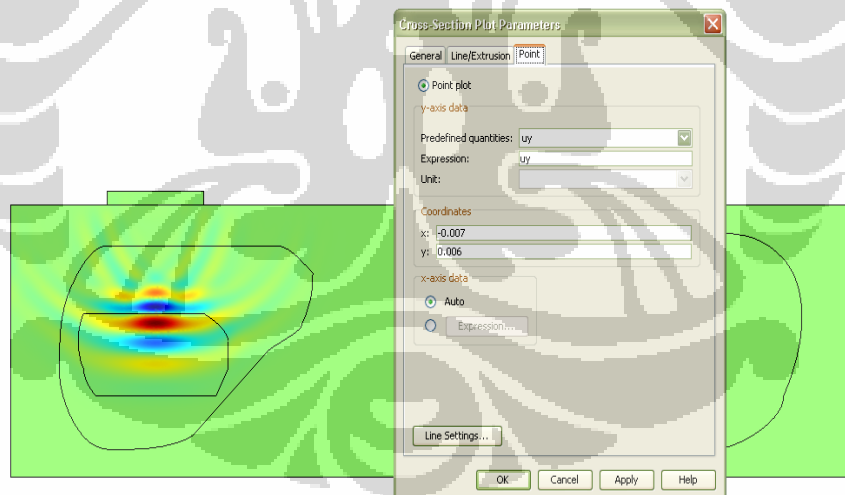 Cross-Section Plot Parameters
General Line/Extrusion Point
Point plot
y-axis data
Predefined quantities: uy
Expression: uy
Unit:
Coordinates
x: -0.007
y: 0.006
x-axis data
Auto
Expression...
Line Settings...
OK Cancel Apply Help